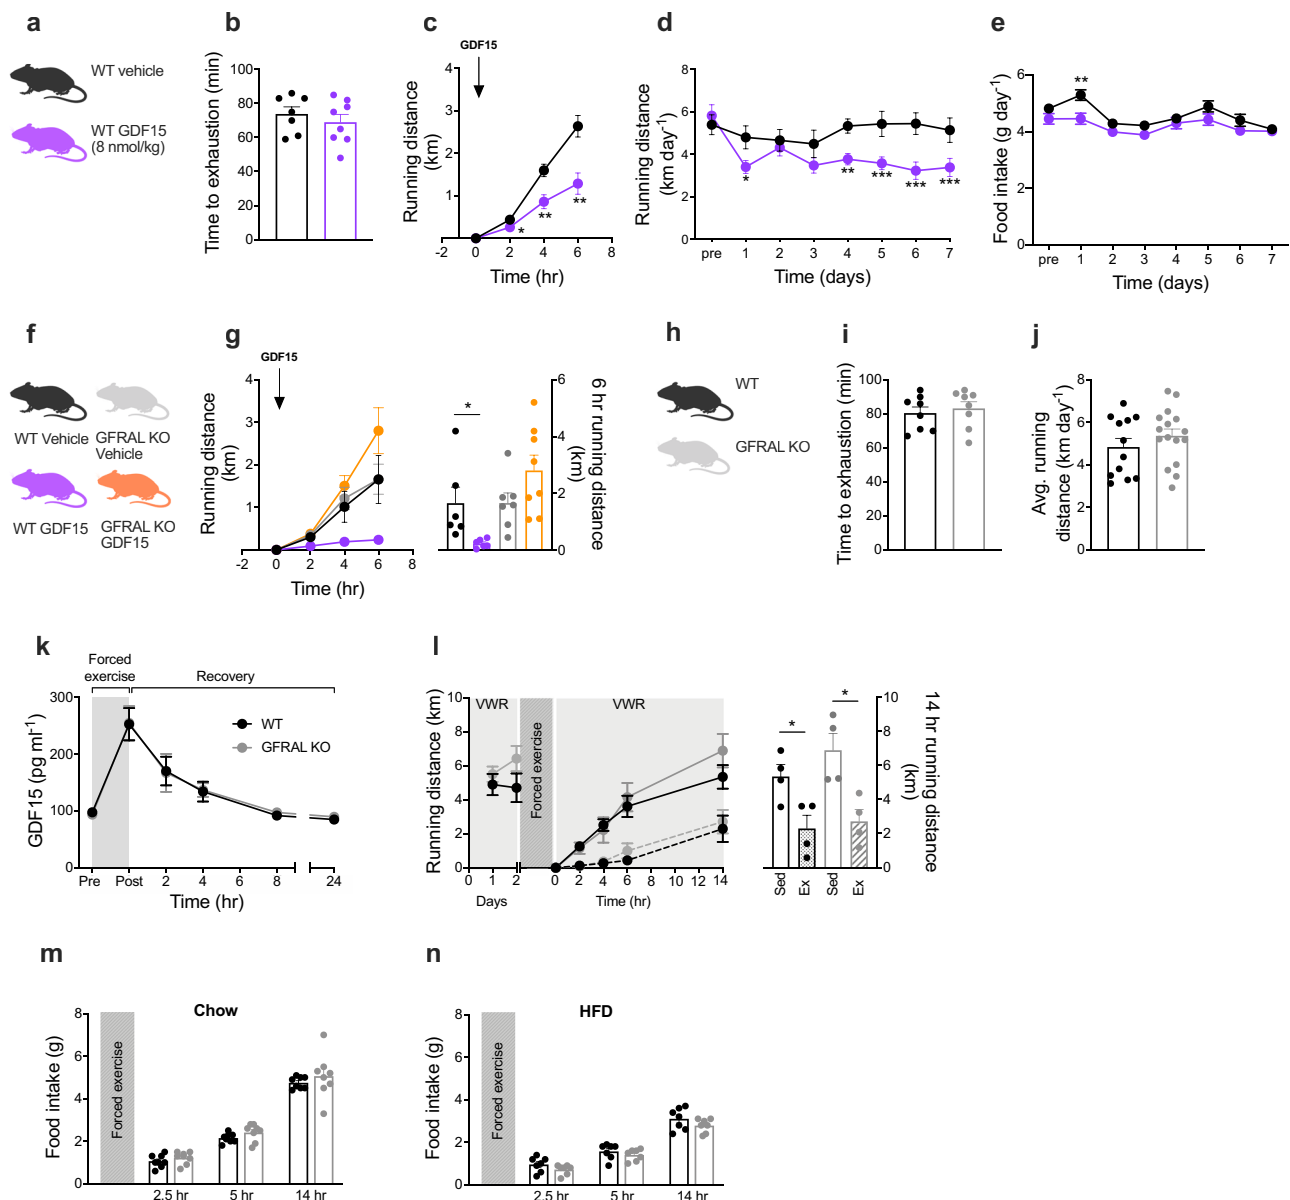 a
WT vehicle
WT GDF15
(8 nmol/kg)
b
Time to exhaustion (min)
100
80
60
40
20
0
c
GDF15
Running distance
(km)
4
3
2
1
-2 0 2 4 6 8
Time (hr)
* ** **
d
Running distance
(km day-1)
8
6
4
2
0
pre 1 2 3 4 5 6 7
Time (days)
* ** *** *** ***
e
Food intake (g day-1)
6
4
2
0
**
pre 1 2 3 4 5 6 7
Time (days)
f
WT Vehicle
GFRAL KO
Vehicle
WT GDF15
GFRAL KO
GDF15
g
GDF15
Running distance
(km)
4
3
2
1
-2 0 2 4 6 8
Time (hr)
*
6
4
2
0
6 hr running distance
(km)
h
WT
GFRAL KO
i
Time to exhaustion (min)
100
80
60
40
20
0
j
Avg. running
distance (km day-1)
8
6
4
2
0
k
Forced
exercise
Recovery
GDF15 (pg ml-1)
300
200
100
0
WT
GFRAL KO
Pre Post 2 4 8 24
Time (hr)
l
Running distance (km)
10
8
6
4
2
0
VWR
Forced exercise
VWR
0 1 2
Days
0 2 4 6 8 10 12 14
Time (hr)
* *
10
8
6
4
2
0
14 hr running distance
(km)
Sed Ex Sed Ex
m
Chow
Food intake (g)
8
6
4
2
0
Forced exercise
2.5 hr 5 hr 14 hr
n
HFD
Food intake (g)
8
6
4
2
0
Forced exercise
2.5 hr 5 hr 14 hr